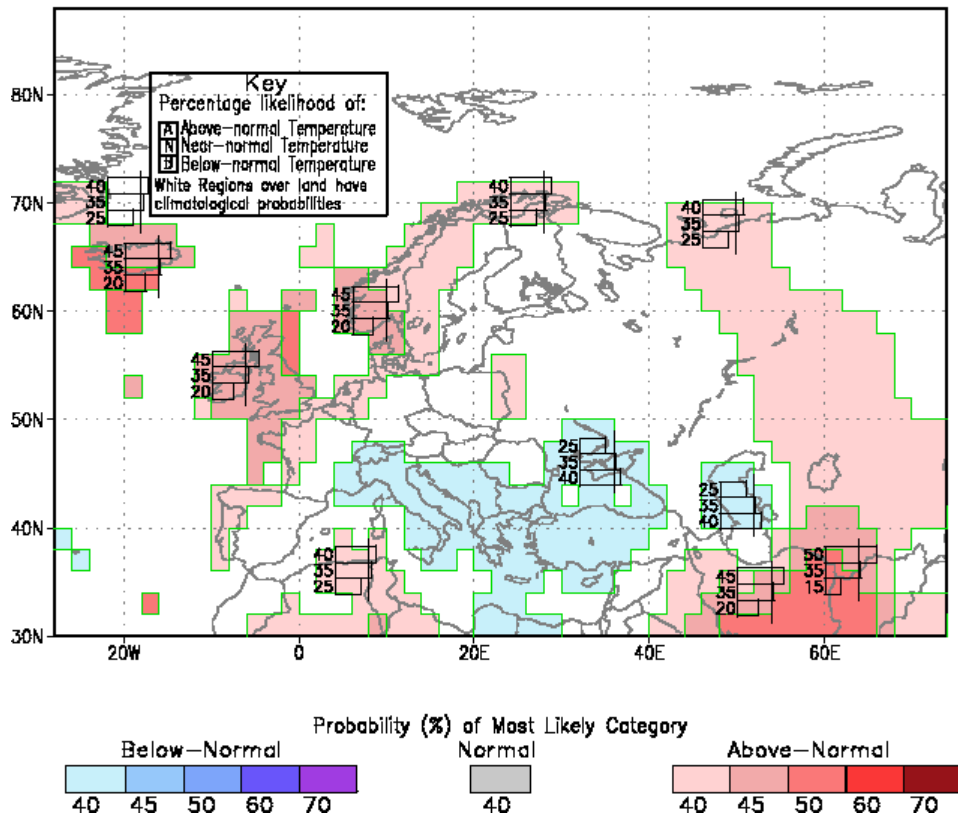 Key
Percentage likelihood of:
A Above-normal Temperature
N Near-normal Temperature
B Below-normal Temperature
White Regions over land have
climatological probabilities
80N
70N
60N
50N
40N
30N
40
35
25
40
35
25
40
35
25
45
35
20
45
35
20
45
35
20
25
35
40
25
35
40
40
35
25
45
35
20
50
35
15
20W 0 20E 40E 60E
Probability (%) of Most Likely Category
Below-Normal Normal Above-Normal
40 45 50 60 70 40 40 45 50 60 70